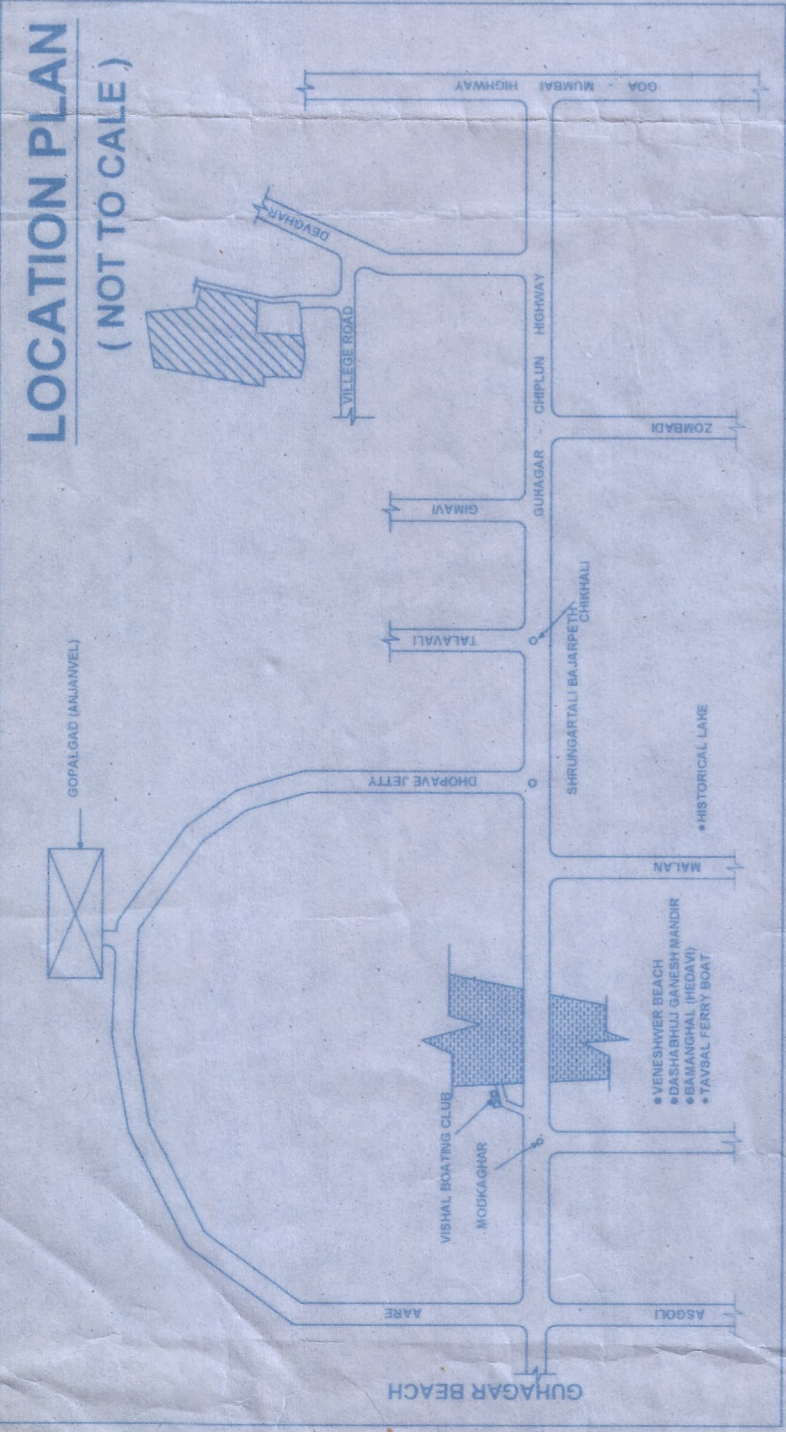 LOCATION PLAN
( NOT TO CALE )
GOA - MUMBAI HIGHWAY
DEVGHAR
VILLEGE ROAD
GUHAGAR - CHIPLUN HIGHWAY
ZOMBADI
GIMAVI
TALAVALI
CHIKHALI
SHRUNGARTALI BAJARPETH
GOPALGAD (ANJANVEL)
DHOPAVE JETTY
●HISTORICAL LAKE
MALAN
●VENESHWER BEACH
●DASHABHUJ GANESH MANDIR
●BAMANGHAL (HEDAVI)
●TAVSAL FERRY BOAT
VISHAL BOATING CLUB
MODKAGHAR
AARE
ASGOLI
GUHAGAR BEACH